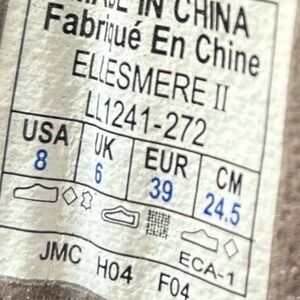 MADE IN CHINA
Fabriqué En Chine
ELLESMERE II
LL1241-272
USA UK EUR CM
8 6 39 24.5
ECA-1
JMC H04 F04